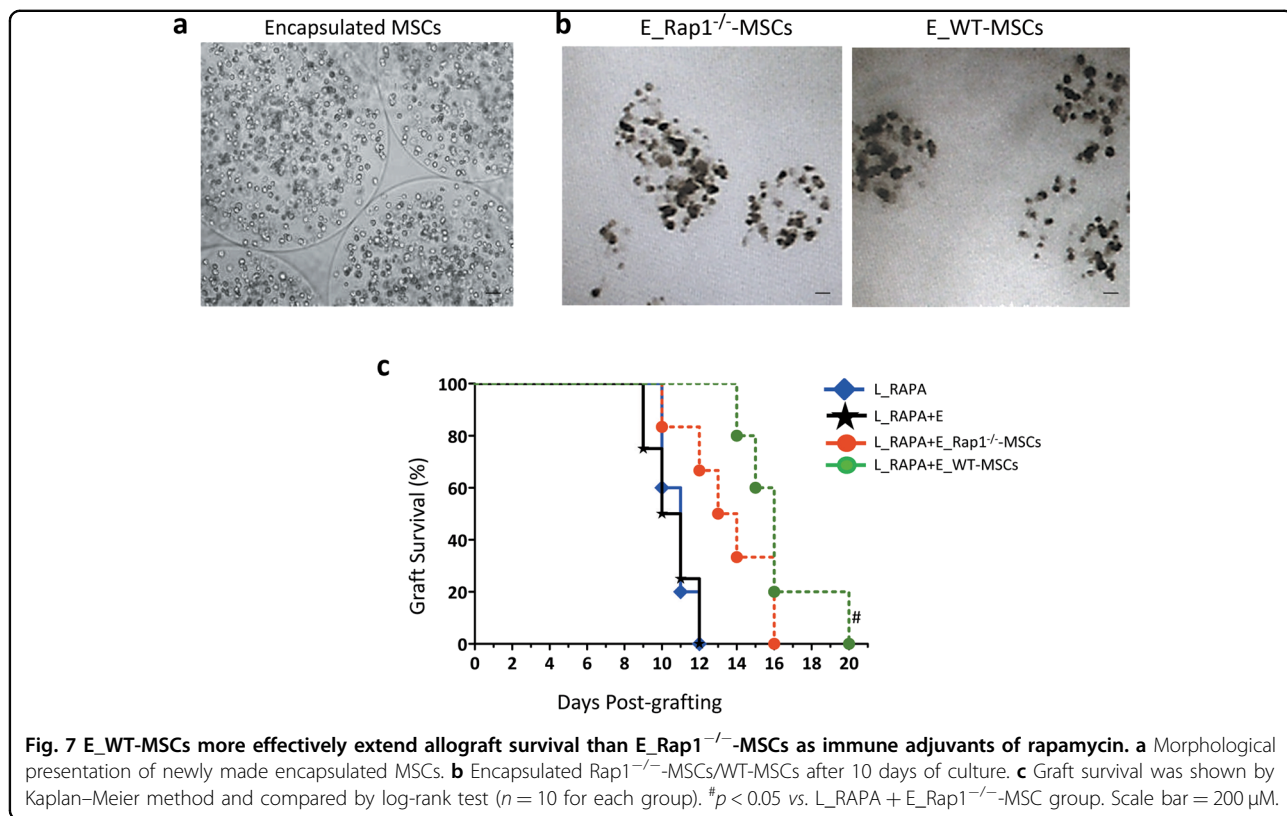 a Encapsulated MSCs
b E_Rap1⁻/⁻-MSCs E_WT-MSCs
c
100
80
60
40
20
0
Graft Survival (%)
0 2 4 6 8 10 12 14 16 18 20
Days Post-grafting
L_RAPA
L_RAPA+E
L_RAPA+E_Rap1⁻/⁻-MSCs
L_RAPA+E_WT-MSCs
#
Fig. 7 E_WT-MSCs more effectively extend allograft survival than E_Rap1⁻/⁻-MSCs as immune adjuvants of rapamycin. a Morphological
presentation of newly made encapsulated MSCs. b Encapsulated Rap1⁻/⁻-MSCs/WT-MSCs after 10 days of culture. c Graft survival was shown by
Kaplan–Meier method and compared by log-rank test (n = 10 for each group). #p < 0.05 vs. L_RAPA + E_Rap1⁻/⁻-MSC group. Scale bar = 200 µM.